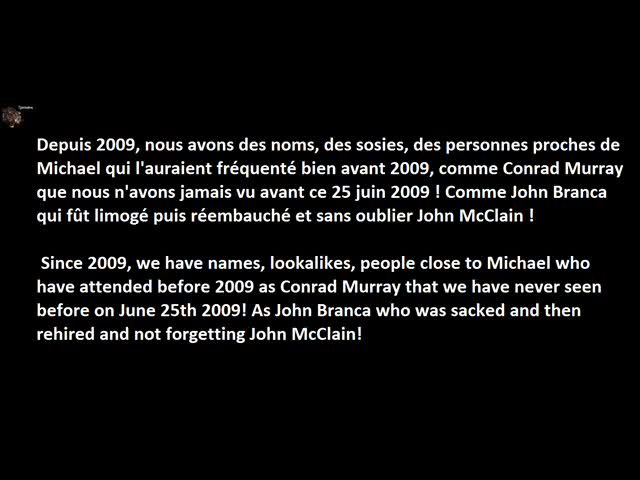 Depuis 2009, nous avons des noms, des sosies, des personnes proches de
Michael qui l'auraient fréquenté bien avant 2009, comme Conrad Murray
que nous n'avons jamais vu avant ce 25 juin 2009 ! Comme John Branca
qui fût limogé puis réembauché et sans oublier John McClain !
Since 2009, we have names, lookalikes, people close to Michael who
have attended before 2009 as Conrad Murray that we have never seen
before on June 25th 2009! As John Branca who was sacked and then
rehired and not forgetting John McClain!